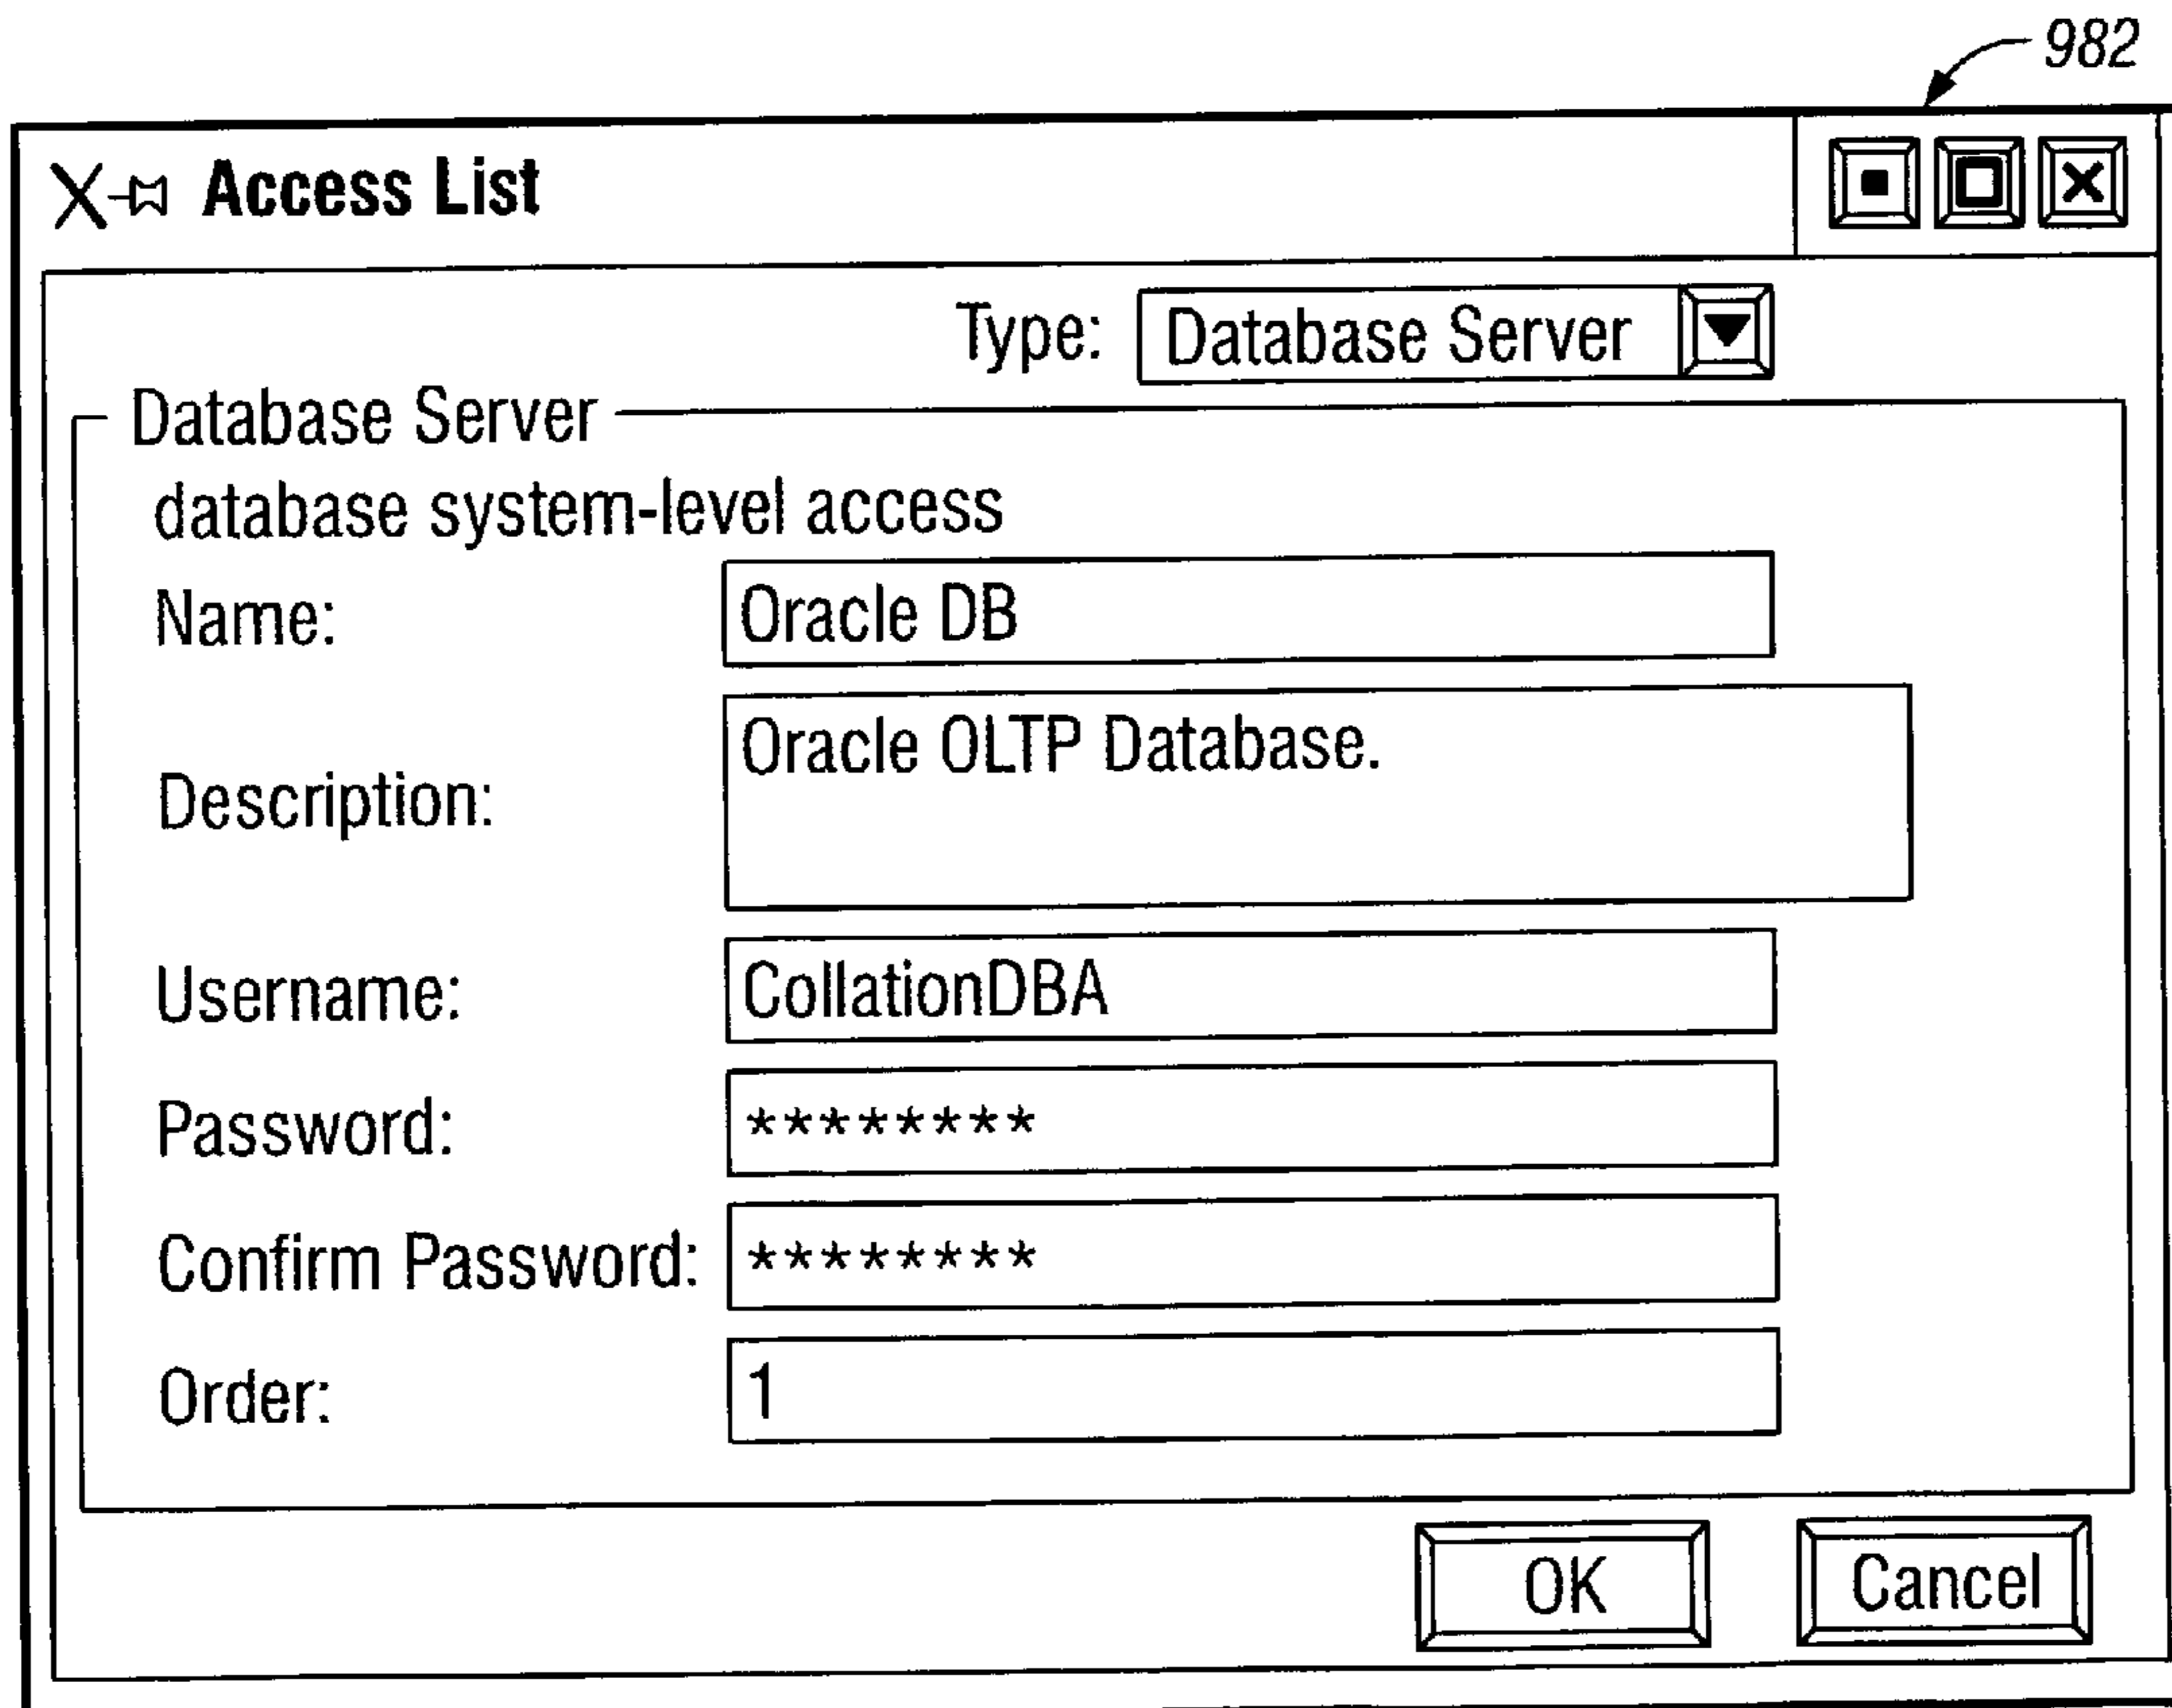 982
Access List
Type: Database Server
Database Server
database system-level access
Name: Oracle DB
Description: Oracle OLTP Database.
Username: CollationDBA
Password: ********
Confirm Password: ********
Order: 1
OK Cancel